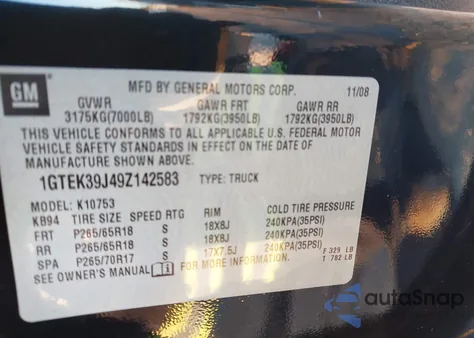 GM
MFD BY GENERAL MOTORS CORP. 11/08
GVWR GAWR FRT GAWR RR
3175KG(7000LB) 1792KG(3950LB) 1792KG(3950LB)
THIS VEHICLE CONFORMS TO ALL APPLICABLE U.S. FEDERAL MOTOR
VEHICLE SAFETY STANDARDS IN EFFECT ON THE DATE OF
MANUFACTURE SHOWN ABOVE.
1GTEK39J49Z142583 TYPE: TRUCK
MODEL: K10753
KB94 TIRE SIZE SPEED RTG RIM COLD TIRE PRESSURE
FRT P265/65R18 S 18X8J 240KPA(35PSI)
RR P265/65R18 S 18X8J 240KPA(35PSI)
SPA P265/70R17 S 17X7.5J 240KPA(35PSI)
SEE OWNER'S MANUAL FOR MORE INFORMATION.
F 329 LB
T 782 LB
autoSnap